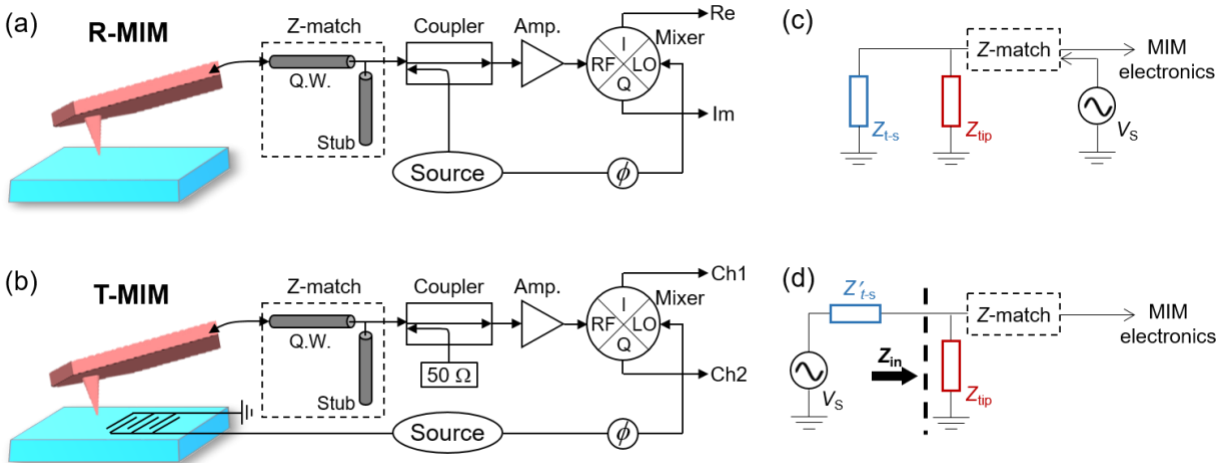 (a)
R-MIM
Z-match
Q.W.
Stub
Coupler
Amp.
Mixer
I
RF
LO
Q
Re
Im
Source
ϕ
(b)
T-MIM
Z-match
Q.W.
Stub
Coupler
50 Ω
Amp.
Mixer
I
RF
LO
Q
Ch1
Ch2
Source
ϕ
(c)
Z-match
MIM
electronics
Zt-s
Ztip
VS
(d)
Z't-s
Z-match
MIM
electronics
Zin
VS
Ztip